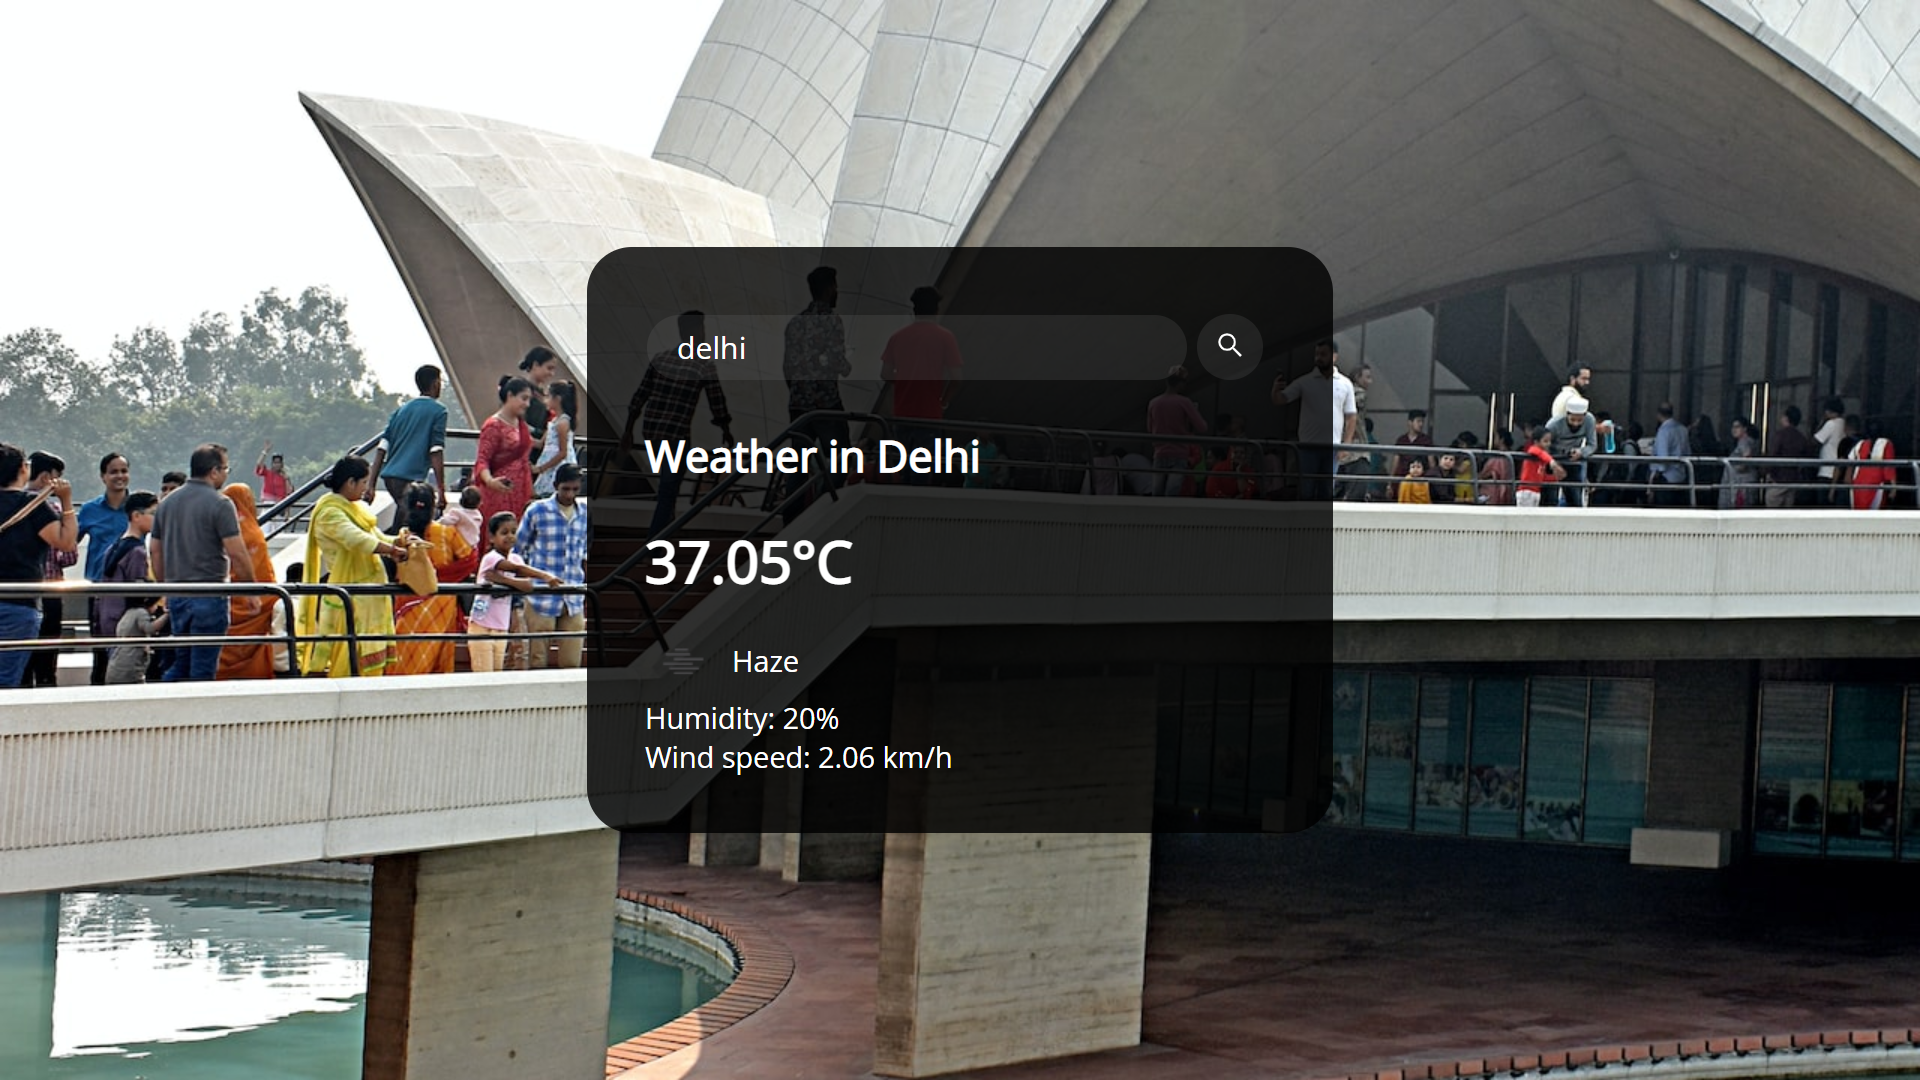 delhi
Weather in Delhi
37.05°C
Haze
Humidity: 20%
Wind speed: 2.06 km/h